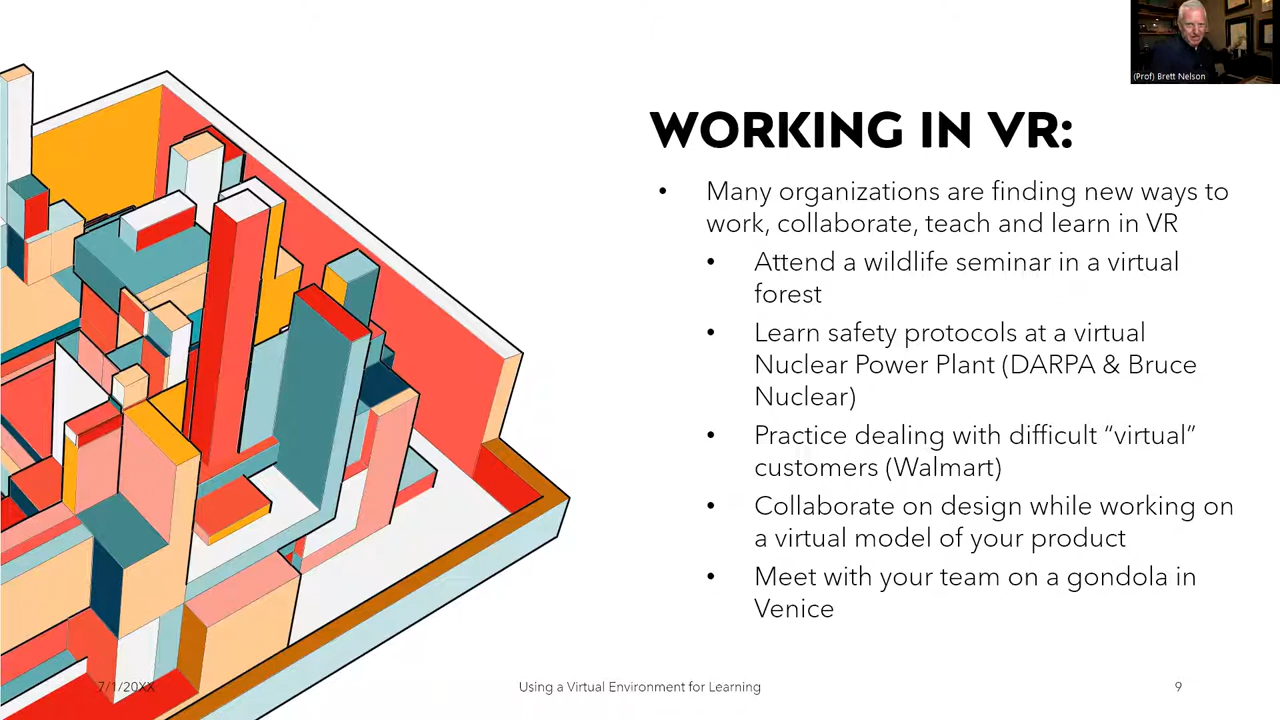 (Prof) Brett Nelson
WORKING IN VR:
• Many organizations are finding new ways to
work, collaborate, teach and learn in VR
• Attend a wildlife seminar in a virtual
forest
• Learn safety protocols at a virtual
Nuclear Power Plant (DARPA & Bruce
Nuclear)
• Practice dealing with difficult “virtual”
customers (Walmart)
• Collaborate on design while working on
a virtual model of your product
• Meet with your team on a gondola in
Venice
7/1/20XX
Using a Virtual Environment for Learning
9